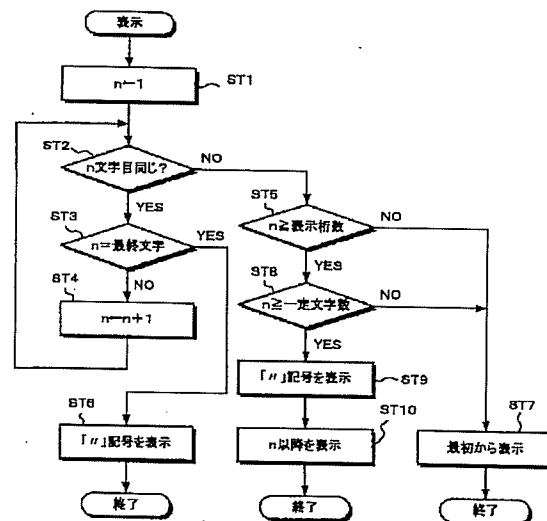 表示
n←1
ST1
ST2
n文字目同じ?
NO
YES
ST3
n=最終文字
YES
NO
ST4
n←n+1
ST5
n≧表示桁数
NO
YES
ST8
n≧一定文字数
NO
YES
「〃」記号を表示
ST9
ST10
n以降を表示
終了
ST6
「〃」記号を表示
終了
ST7
最初から表示
終了